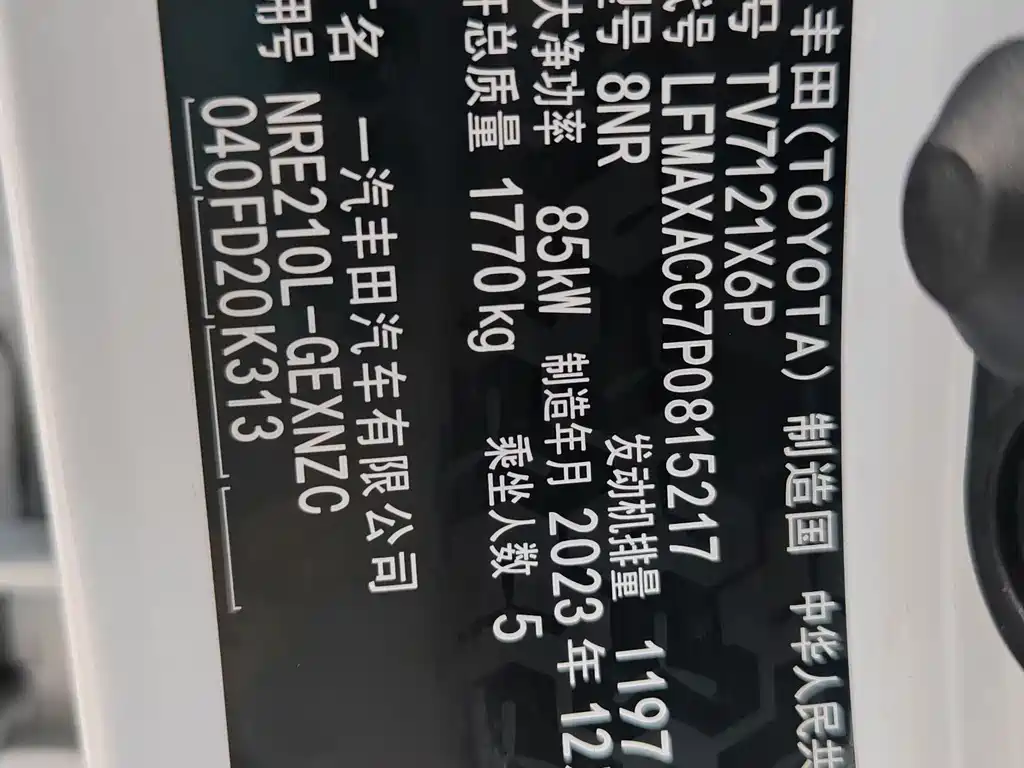 丰田(TOYOTA) 制造国 中华人民共
号 TV7121X6P
号 LFMAXACC7P0815217
号 8NR 发动机排量 1197
大净功率 85kW 制造年月 2023 年 12
总质量 1770kg 乘坐人数 5
名 一汽丰田汽车有限公司
用号 NRE210L-GEXNZC
040FD20K313